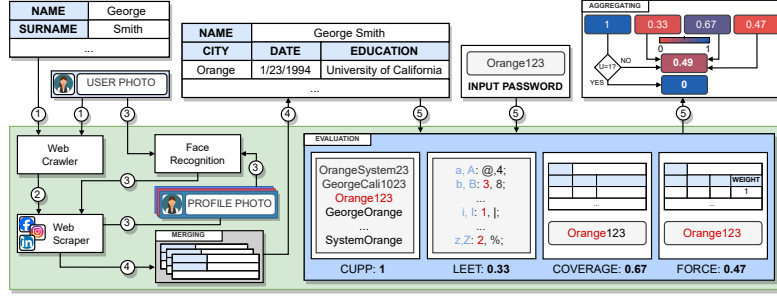 NAME George
SURNAME Smith
...
USER PHOTO
NAME George Smith
CITY DATE EDUCATION
Orange 1/23/1994 University of California
...
Orange123
INPUT PASSWORD
AGGREGATING
1 0.33 0.67 0.47
0 1
U=1? NO
0.49
YES
0
1 1 3 4 5 5 5
Web
Crawler
Face
Recognition
3
2
3
PROFILE PHOTO
3
Web
Scraper
in
4
MERGING
EVALUATION
OrangeSystem23
GeorgeCali1023
Orange123
GeorgeOrange
...
SystemOrange
CUPP: 1
a, A: @,4;
b, B: 3, 8;
...
i, I: 1, |;
...
z,Z: 2, %;
LEET: 0.33
...
Orange123
COVERAGE: 0.67
WEIGHT
1
...
Orange123
FORCE: 0.47